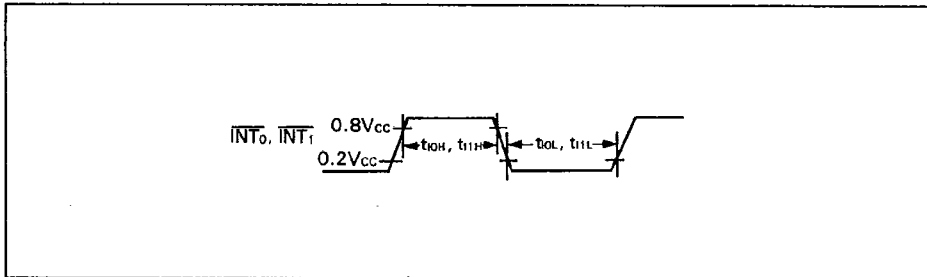 INT₀, INT₁ 0.8Vcc
0.2Vcc
tI0H, tI1H
tI0L, tI1L